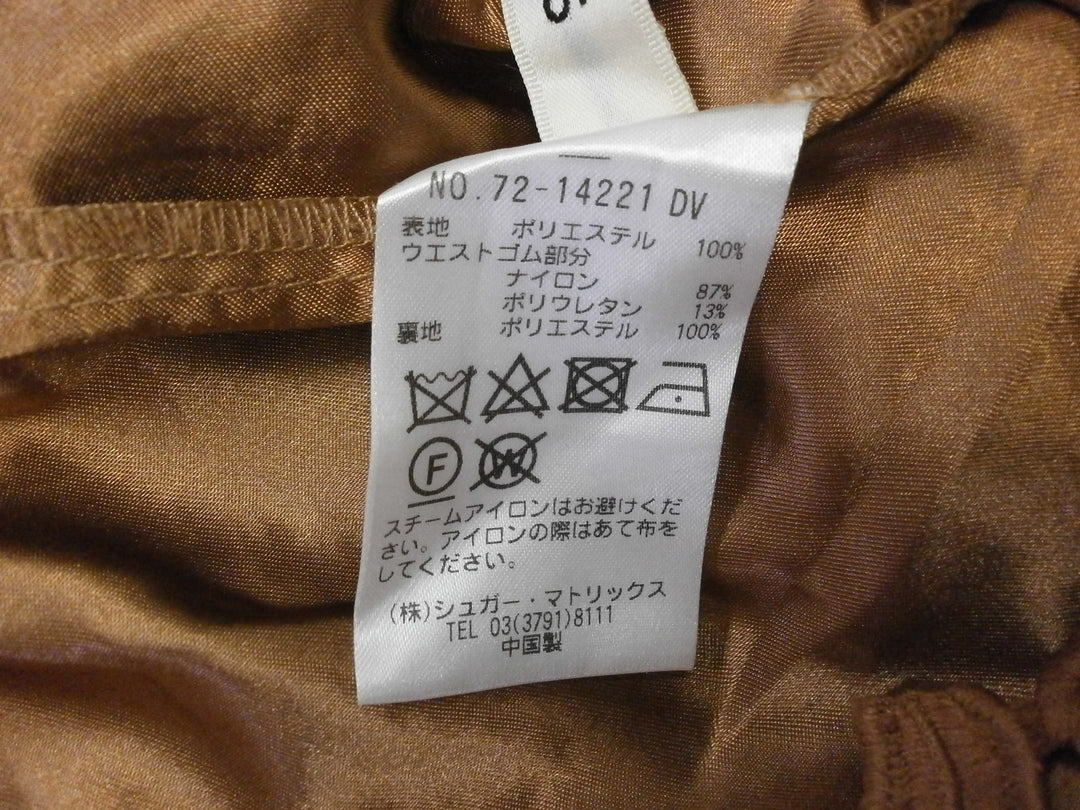 NO.72-14221 DV
表地 ポリエステル 100%
ウエストゴム部分
ナイロン 87%
ポリウレタン 13%
裏地 ポリエステル 100%
F W
スチームアイロンはお避けくだ
さい。アイロンの際はあて布を
してください。
(株)シュガー・マトリックス
TEL 03(3791)8111
中国製